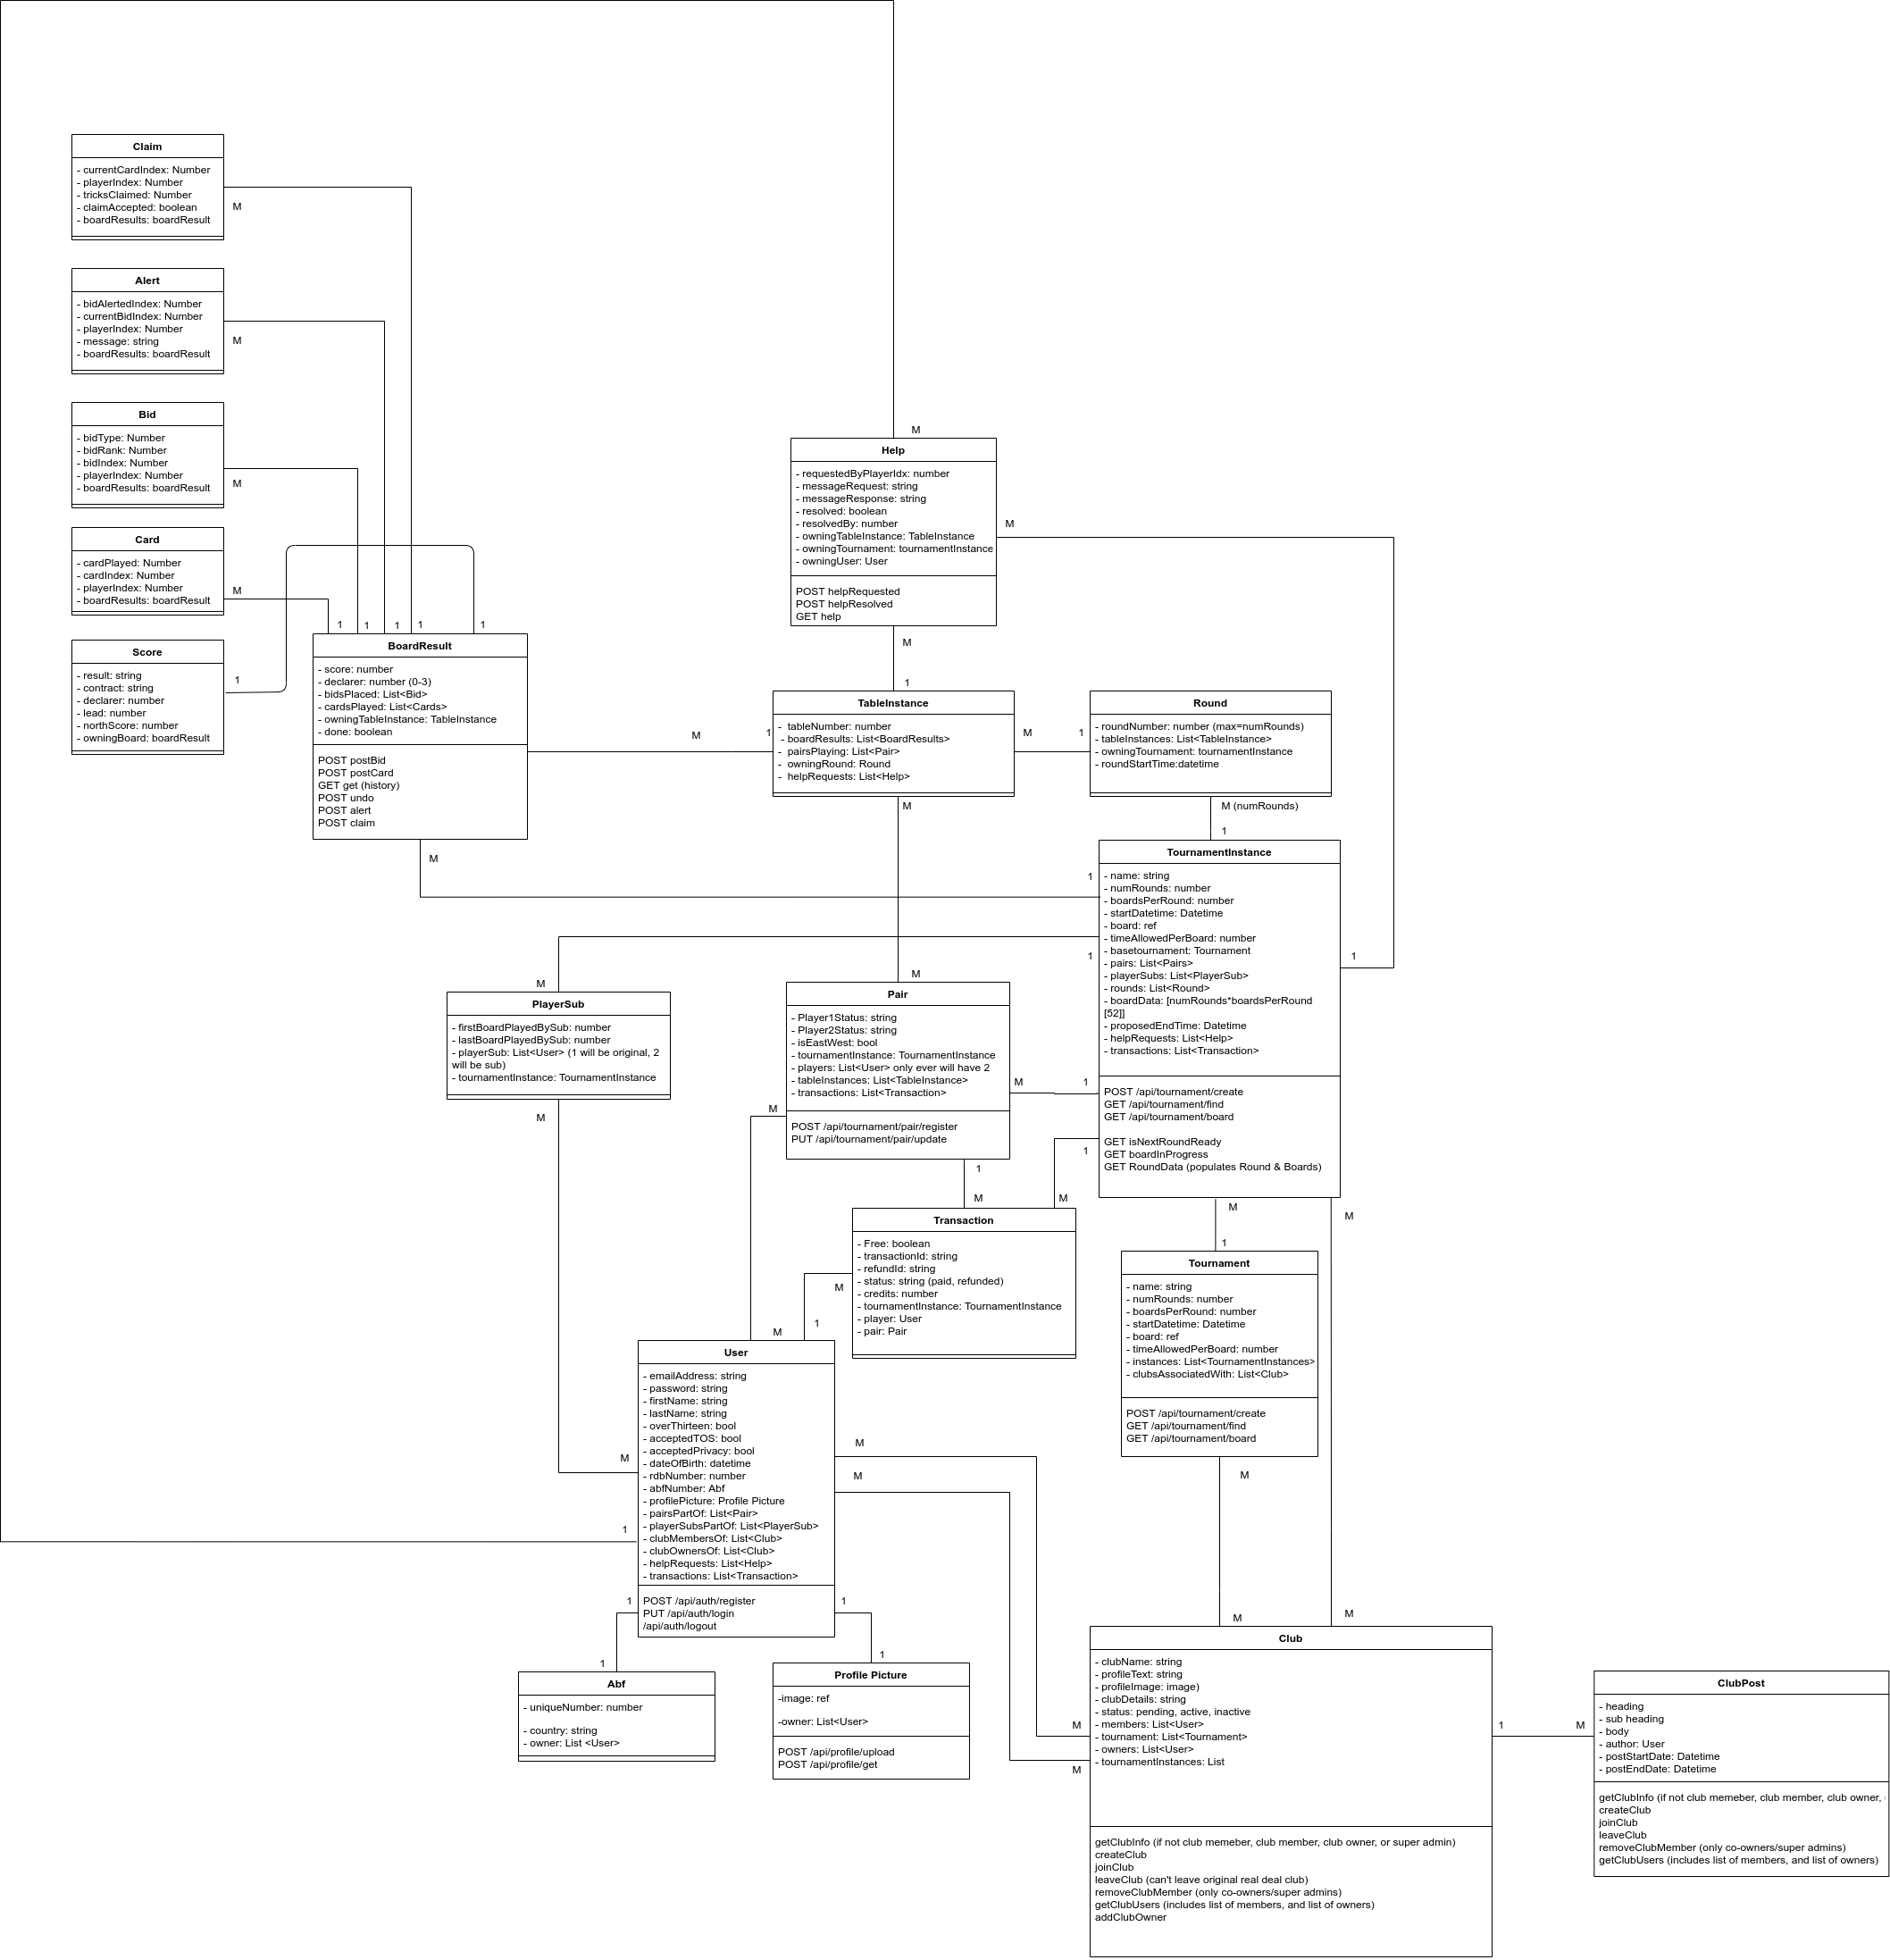 Claim
- currentCardIndex: Number
- playerIndex: Number
- tricksClaimed: Number
- claimAccepted: boolean
- boardResults: boardResult
M
Alert
- bidAlertedIndex: Number
- currentBidIndex: Number
- playerIndex: Number
- message: string
- boardResults: boardResult
M
Bid
- bidType: Number
- bidRank: Number
- bidIndex: Number
- playerIndex: Number
- boardResults: boardResult
M
Card
- cardPlayed: Number
- cardIndex: Number
- playerIndex: Number
- boardResults: boardResult
M
Score
- result: string
- contract: string
- declarer: number
- lead: number
- northScore: number
- owningBoard: boardResult
1
1
1
1
1
1
BoardResult
- score: number
- declarer: number (0-3)
- bidsPlaced: List<Bid>
- cardsPlayed: List<Cards>
- owningTableInstance: TableInstance
- done: boolean
POST postBid
POST postCard
GET get (history)
POST undo
POST alert
POST claim
M
M
M
Help
- requestedByPlayerIdx: number
- messageRequest: string
- messageResponse: string
- resolved: boolean
- resolvedBy: number
- owningTableInstance: TableInstance
- owningTournament: tournamentInstance
- owningUser: User
POST helpRequested
POST helpResolved
GET help
M
M
1
TableInstance
- tableNumber: number
- boardResults: List<BoardResults>
- pairsPlaying: List<Pair>
- owningRound: Round
- helpRequests: List<Help>
1
M
1
M
Round
- roundNumber: number (max=numRounds)
- tableInstances: List<TableInstance>
- owningTournament: tournamentInstance
- roundStartTime:datetime
M (numRounds)
1
TournamentInstance
- name: string
- numRounds: number
- boardsPerRound: number
- startDatetime: Datetime
- board: ref
- timeAllowedPerBoard: number
- basetournament: Tournament
- pairs: List<Pairs>
- playerSubs: List<PlayerSub>
- rounds: List<Round>
- boardData: [numRounds*boardsPerRound
[52]]
- proposedEndTime: Datetime
- helpRequests: List<Help>
- transactions: List<Transaction>
POST /api/tournament/create
GET /api/tournament/find
GET /api/tournament/board
GET isNextRoundReady
GET boardInProgress
GET RoundData (populates Round & Boards)
1
1
1
1
1
M
M
M
PlayerSub
- firstBoardPlayedBySub: number
- lastBoardPlayedBySub: number
- playerSub: List<User> (1 will be original, 2
will be sub)
- tournamentInstance: TournamentInstance
M
M
Pair
- Player1Status: string
- Player2Status: string
- isEastWest: bool
- tournamentInstance: TournamentInstance
- players: List<User> only ever will have 2
- tableInstances: List<TableInstance>
- transactions: List<Transaction>
POST /api/tournament/pair/register
PUT /api/tournament/pair/update
M
M
1
M
M
Transaction
- Free: boolean
- transactionId: string
- refundId: string
- status: string (paid, refunded)
- credits: number
- tournamentInstance: TournamentInstance
- player: User
- pair: Pair
M
1
M
1
Tournament
- name: string
- numRounds: number
- boardsPerRound: number
- startDatetime: Datetime
- board: ref
- timeAllowedPerBoard: number
- instances: List<TournamentInstances>
- clubsAssociatedWith: List<Club>
POST /api/tournament/create
GET /api/tournament/find
GET /api/tournament/board
M
M
M
User
- emailAddress: string
- password: string
- firstName: string
- lastName: string
- overThirteen: bool
- acceptedTOS: bool
- acceptedPrivacy: bool
- dateOfBirth: datetime
- rdbNumber: number
- abfNumber: Abf
- profilePicture: Profile Picture
- pairsPartOf: List<Pair>
- playerSubsPartOf: List<PlayerSub>
- clubMembersOf: List<Club>
- clubOwnersOf: List<Club>
- helpRequests: List<Help>
- transactions: List<Transaction>
POST /api/auth/register
PUT /api/auth/login
/api/auth/logout
M
M
M
1
1
1
1
Abf
- uniqueNumber: number
- country: string
- owner: List <User>
1
Profile Picture
-image: ref
-owner: List<User>
POST /api/profile/upload
POST /api/profile/get
M
M
M
Club
- clubName: string
- profileText: string
- profileImage: image)
- clubDetails: string
- status: pending, active, inactive
- members: List<User>
- tournament: List<Tournament>
- owners: List<User>
- tournamentInstances: List
getClubInfo (if not club memeber, club member, club owner, or super admin)
createClub
joinClub
leaveClub (can't leave original real deal club)
removeClubMember (only co-owners/super admins)
getClubUsers (includes list of members, and list of owners)
addClubOwner
1
M
ClubPost
- heading
- sub heading
- body
- author: User
- postStartDate: Datetime
- postEndDate: Datetime
getClubInfo (if not club memeber, club member, club owner,
createClub
joinClub
leaveClub
removeClubMember (only co-owners/super admins)
getClubUsers (includes list of members, and list of owners)